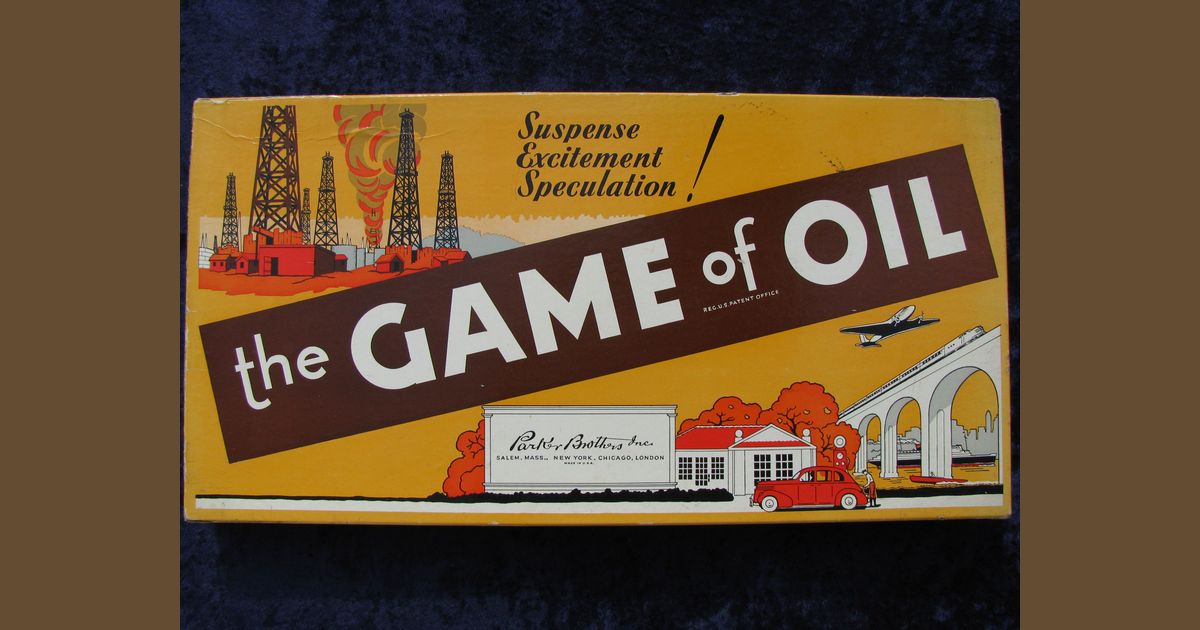 Suspense
Excitement
Speculation!
the GAME of OIL
REG.U.S.PATENT OFFICE
Parker Brothers Inc.
SALEM, MASS., NEW YORK, CHICAGO, LONDON
MADE IN U.S.A.